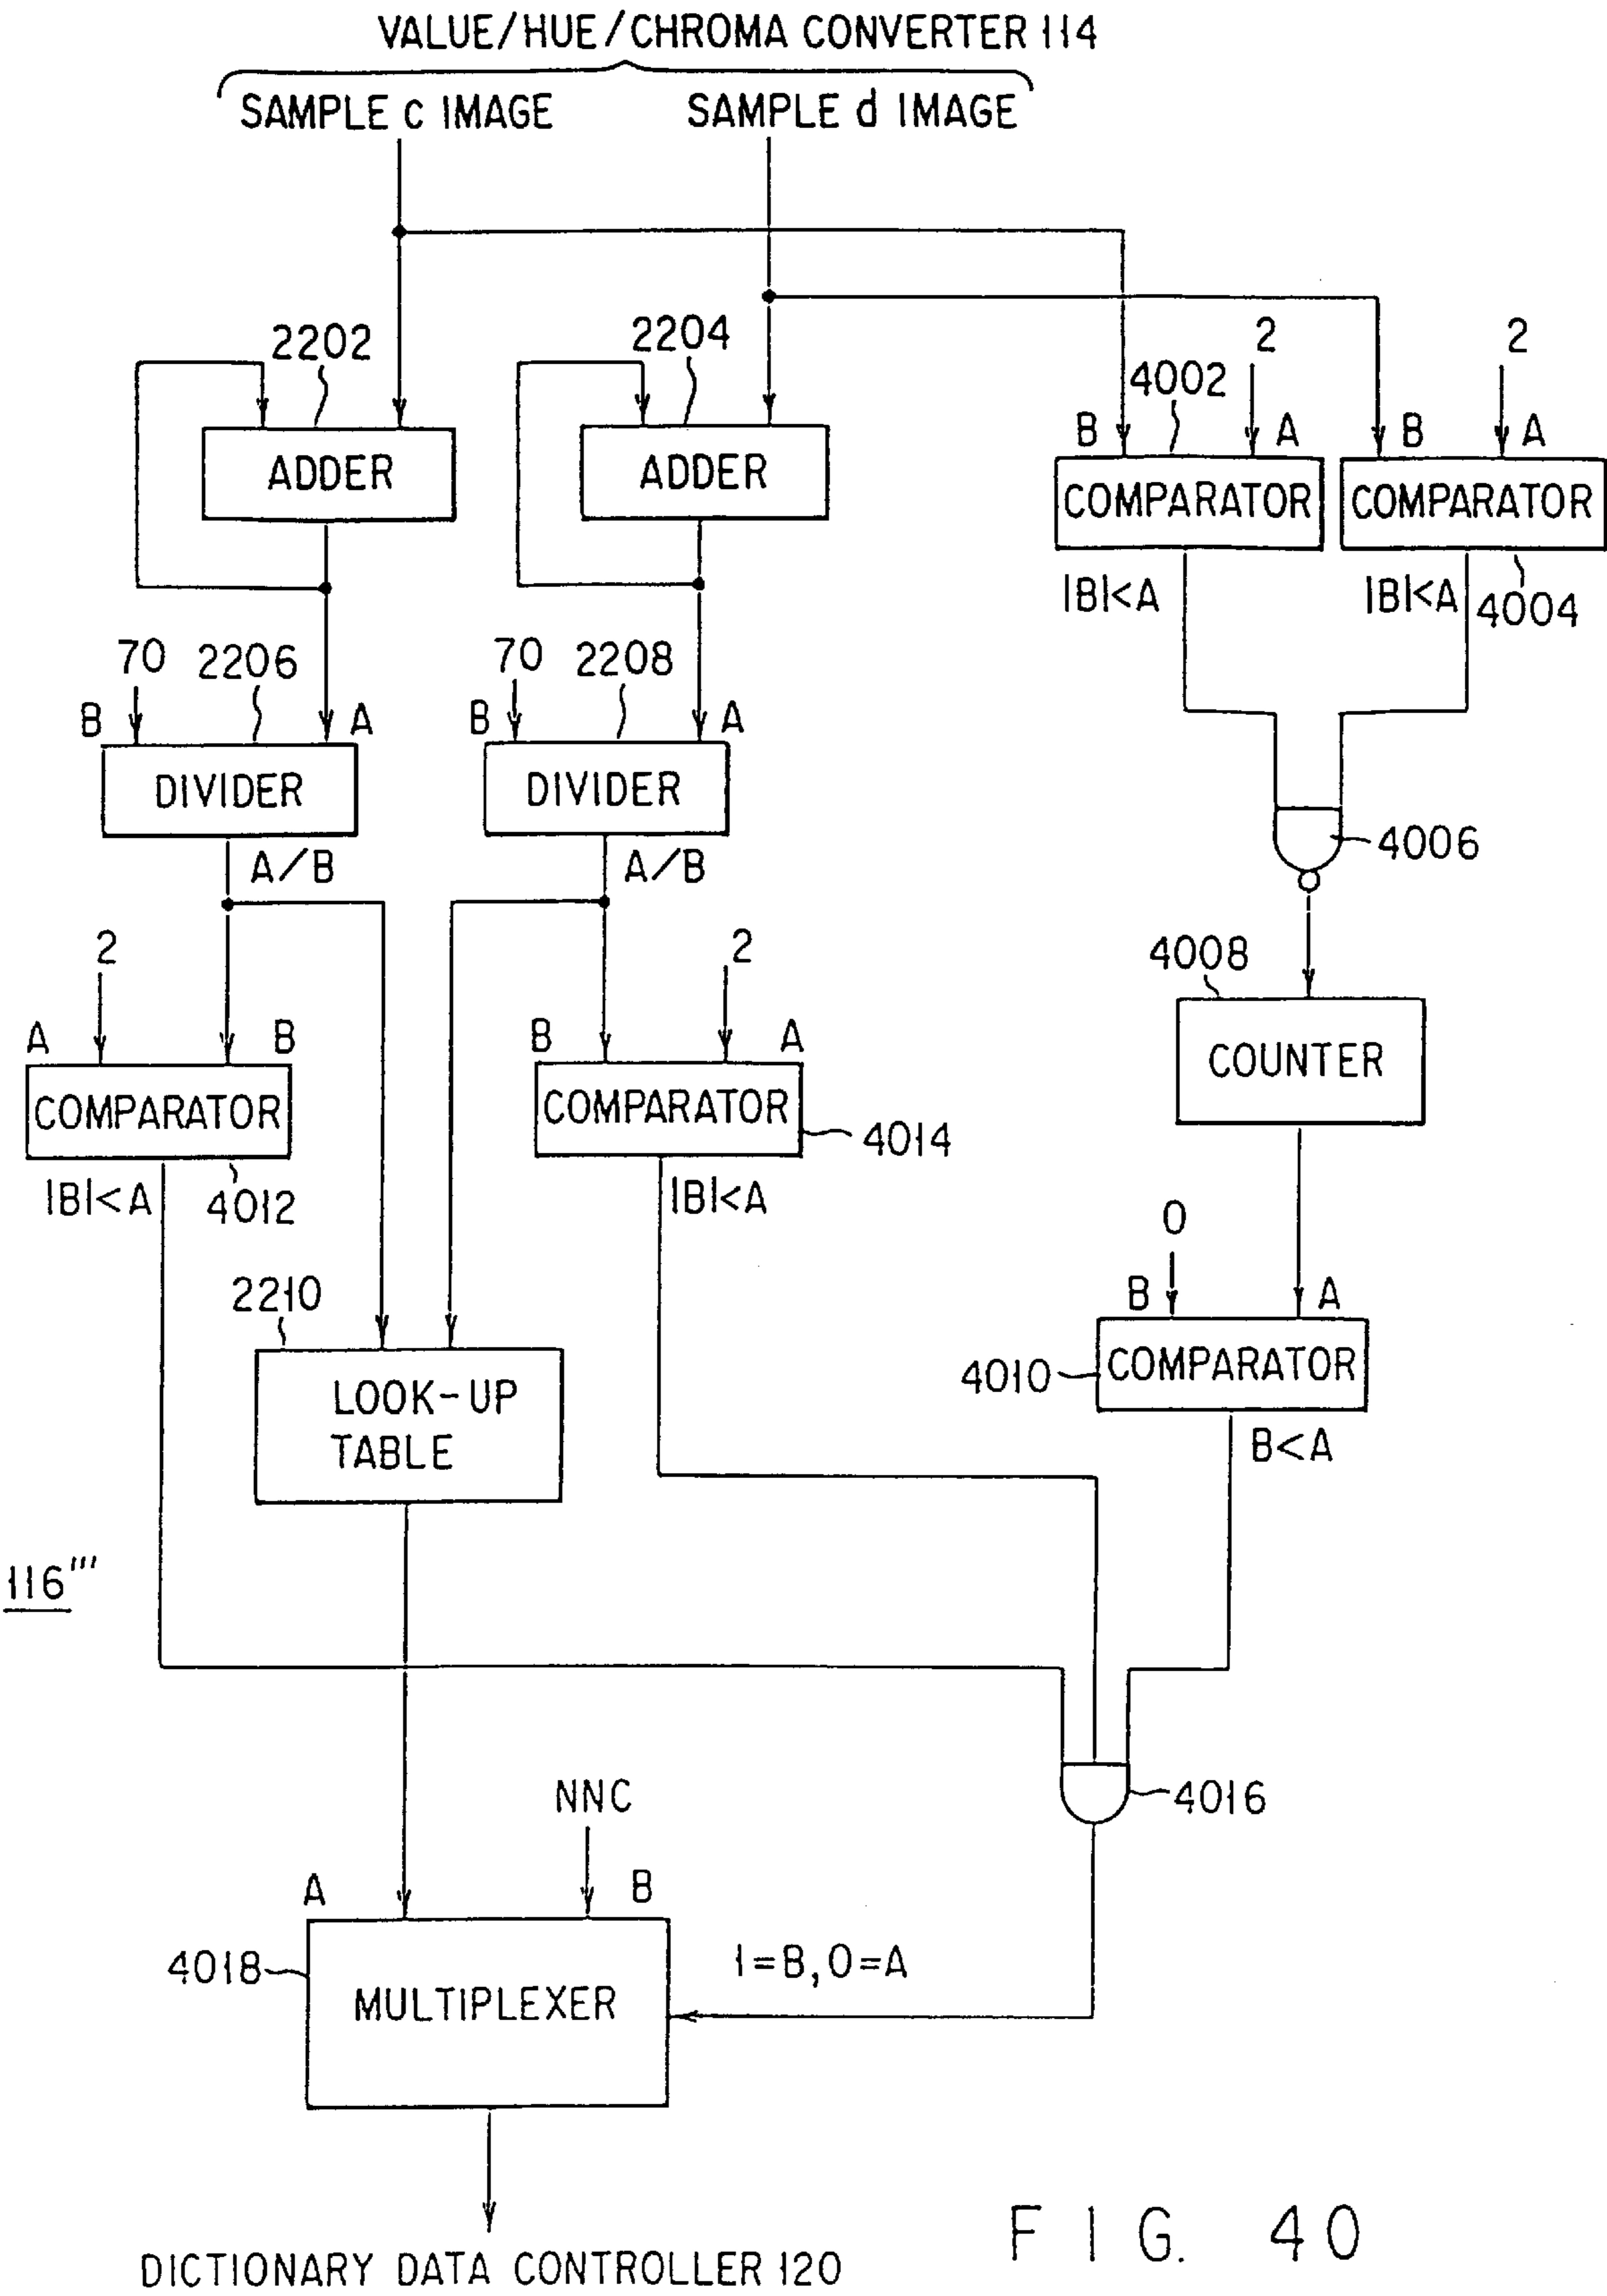 VALUE/HUE/CHROMA CONVERTER 114
SAMPLE c IMAGE
SAMPLE d IMAGE
2202
2204
2
2
4002
B
A
B
A
ADDER
ADDER
COMPARATOR
COMPARATOR
|B|<A
|B|<A
4004
70
2206
70
2208
B
A
B
A
DIVIDER
DIVIDER
4006
A/B
A/B
2
2
4008
A
B
B
A
COUNTER
COMPARATOR
COMPARATOR
4014
|B|<A
4012
|B|<A
0
2210
B
A
4010
COMPARATOR
LOOK-UP
TABLE
B<A
116'''
NNC
4016
A
B
4018
1=B,0=A
MULTIPLEXER
FIG. 40
DICTIONARY DATA CONTROLLER 120